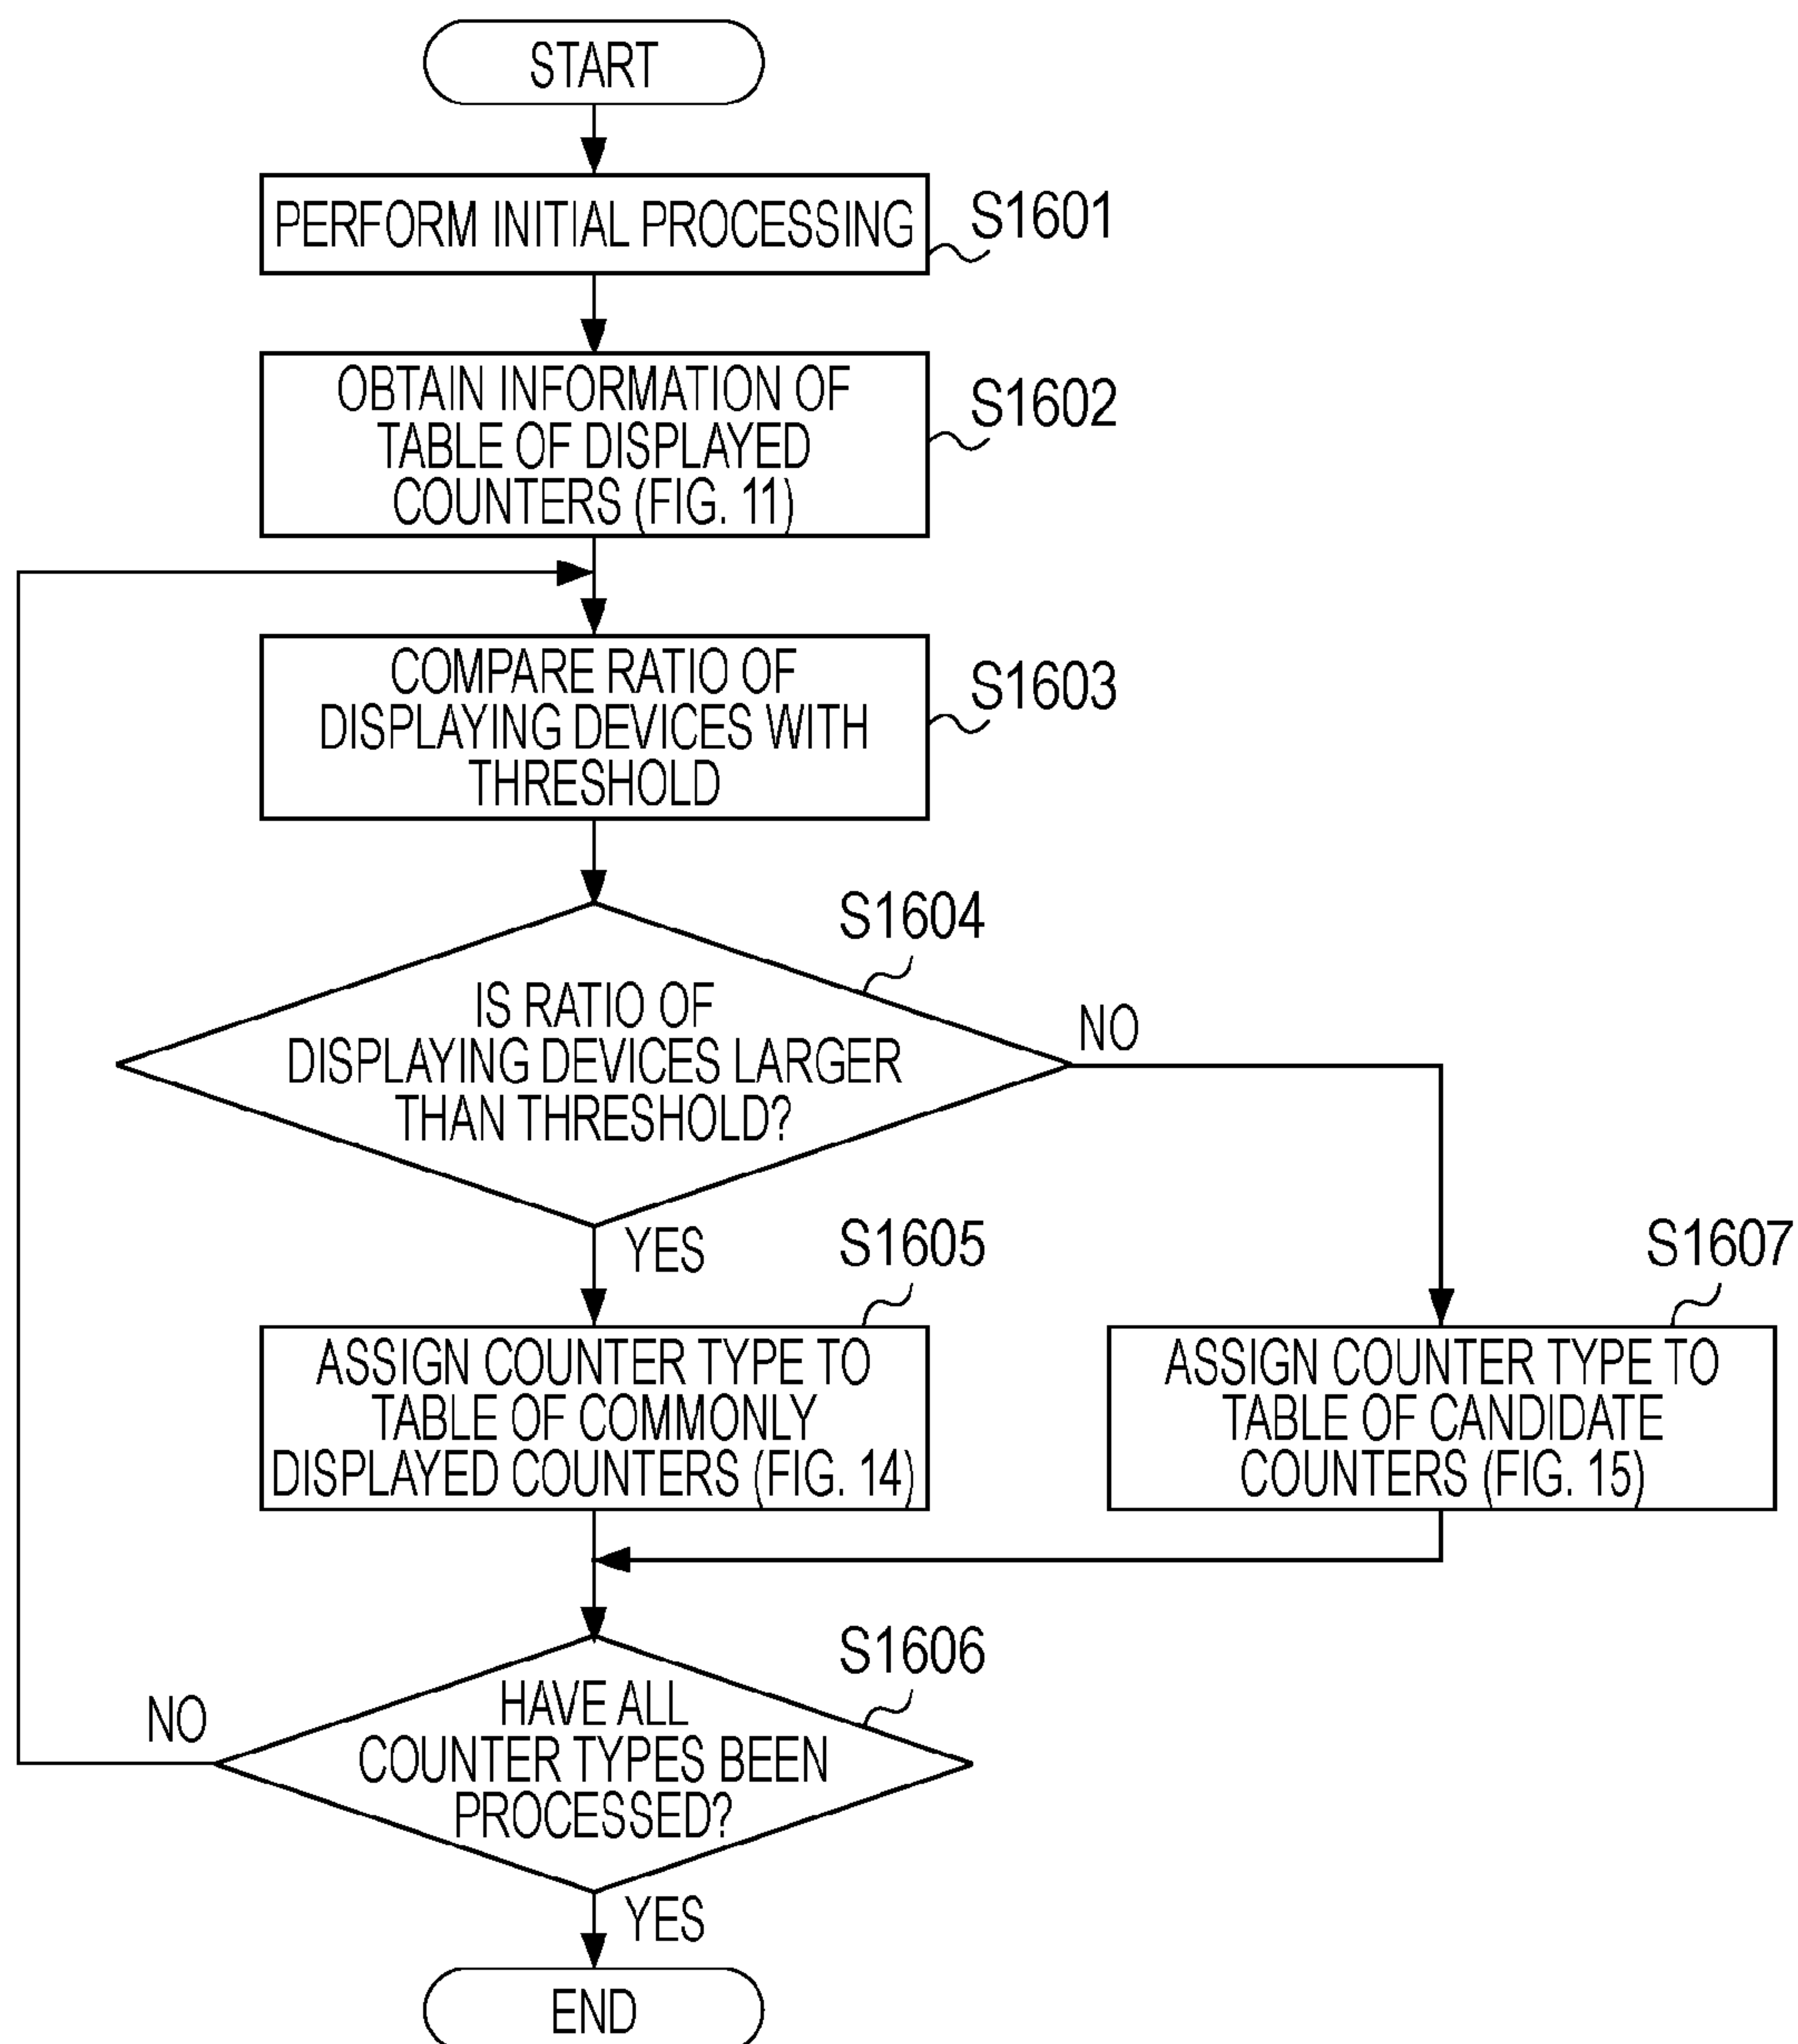 START
PERFORM INITIAL PROCESSING
S1601
OBTAIN INFORMATION OF
TABLE OF DISPLAYED
COUNTERS (FIG. 11)
S1602
COMPARE RATIO OF
DISPLAYING DEVICES WITH
THRESHOLD
S1603
S1604
IS RATIO OF
DISPLAYING DEVICES LARGER
THAN THRESHOLD?
NO
YES
S1605
ASSIGN COUNTER TYPE TO
TABLE OF COMMONLY
DISPLAYED COUNTERS (FIG. 14)
S1607
ASSIGN COUNTER TYPE TO
TABLE OF CANDIDATE
COUNTERS (FIG. 15)
S1606
HAVE ALL
COUNTER TYPES BEEN
PROCESSED?
NO
YES
END